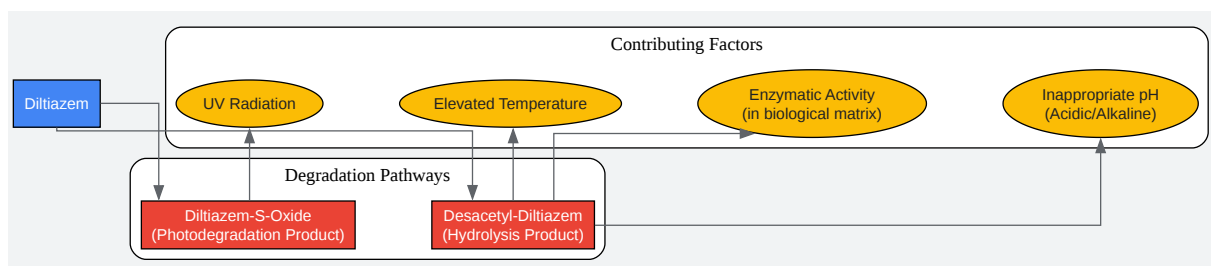 Contributing Factors
Diltiazem
UV Radiation
Elevated Temperature
Enzymatic Activity
(in biological matrix)
Inappropriate pH
(Acidic/Alkaline)
Degradation Pathways
Diltiazem-S-Oxide
(Photodegradation Product)
Desacetyl-Diltiazem
(Hydrolysis Product)